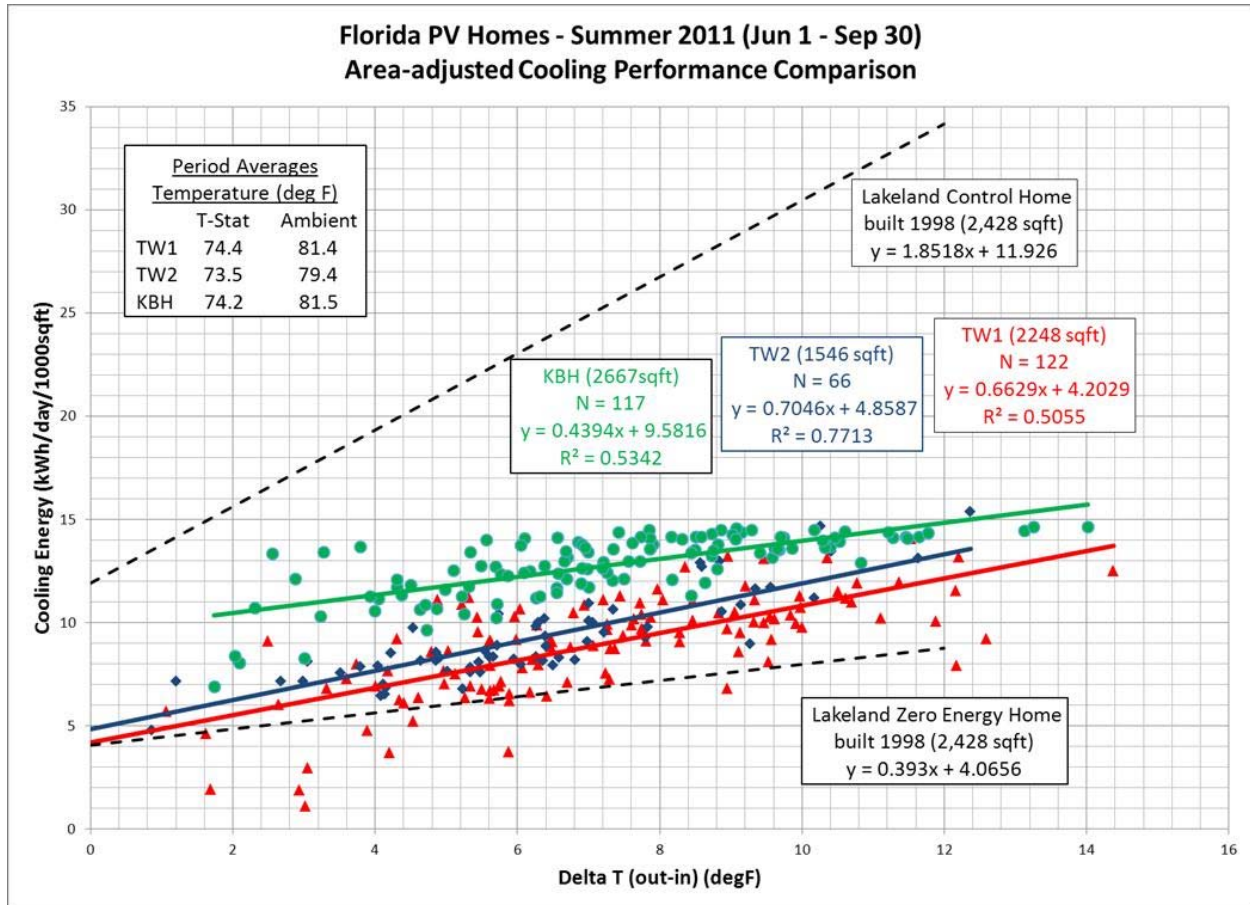 Florida PV Homes - Summer 2011 (Jun 1 - Sep 30)
Area-adjusted Cooling Performance Comparison
Cooling Energy (kWh/day/1000sqft)
35
30
25
20
15
10
5
0
Period Averages
Temperature (deg F)
T-Stat Ambient
TW1 74.4 81.4
TW2 73.5 79.4
KBH 74.2 81.5
Lakeland Control Home
built 1998 (2,428 sqft)
y = 1.8518x + 11.926
KBH (2667sqft)
N = 117
y = 0.4394x + 9.5816
R² = 0.5342
TW2 (1546 sqft)
N = 66
y = 0.7046x + 4.8587
R² = 0.7713
TW1 (2248 sqft)
N = 122
y = 0.6629x + 4.2029
R² = 0.5055
Lakeland Zero Energy Home
built 1998 (2,428 sqft)
y = 0.393x + 4.0656
0 2 4 6 8 10 12 14 16
Delta T (out-in) (degF)